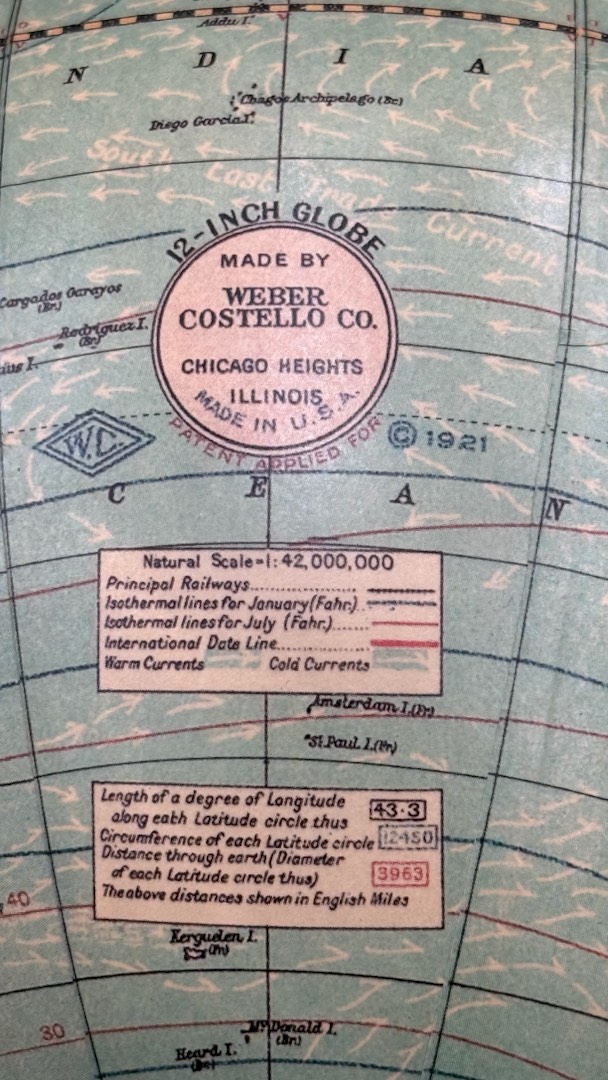 Addu I.
N D I A
Chagos Archipelago (Br.)
Diego Garcia I.
South East Trade Current
12-INCH GLOBE
MADE BY
WEBER
COSTELLO CO.
CHICAGO HEIGHTS
ILLINOIS
MADE IN U.S.A.
PATENT APPLIED FOR
Cargados Garayos
(Br.)
Rodriguez I.
(Br.)
W.C.
© 1921
C E A N
Natural Scale=1:42,000,000
Principal Railways
Isothermal lines for January (Fahr.)
Isothermal lines for July (Fahr.)
International Date Line
Warm Currents Cold Currents
Amsterdam I. (Fr)
St. Paul I. (Fr)
Length of a degree of Longitude
along each Latitude circle thus 43·3
Circumference of each Latitude circle 12450
Distance through earth (Diameter
of each Latitude circle thus) 3963
The above distances shown in English Miles
40
Kerguelen I.
(Fr)
30
McDonald I.
(Br)
Heard I.